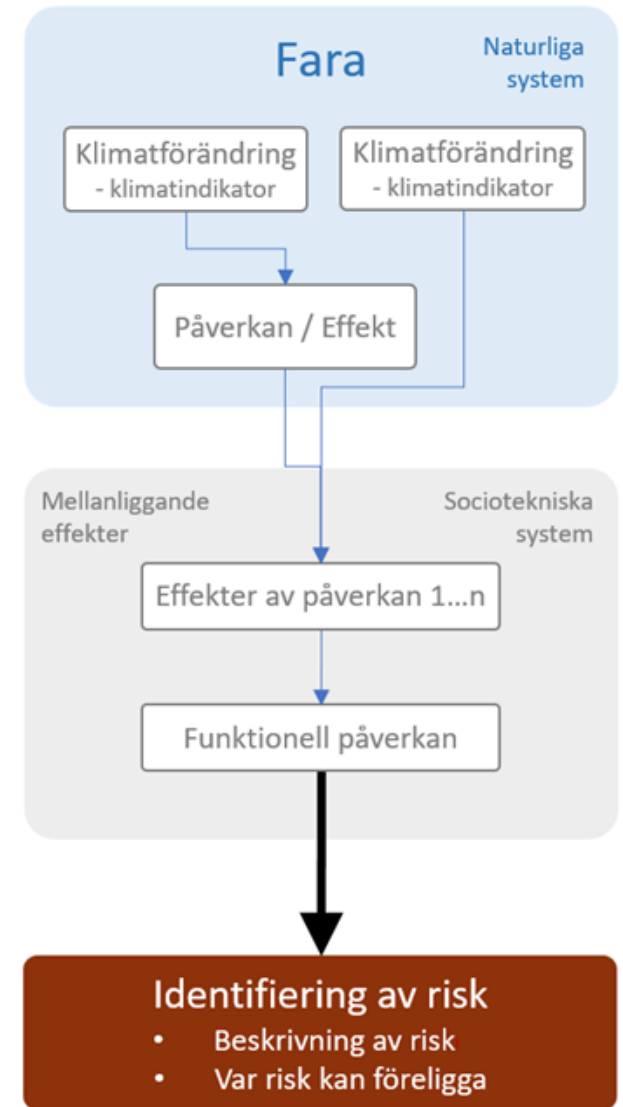 Fara
Naturliga
system
Klimatförändring
- klimatindikator
Klimatförändring
- klimatindikator
Påverkan / Effekt
Mellanliggande
effekter
Sociotekniska
system
Effekter av påverkan 1...n
Funktionell påverkan
Identifiering av risk
• Beskrivning av risk
• Var risk kan föreligga